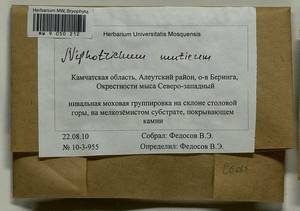 Herbarium MW, Bryophyta
MW 9 050 212
Herbarium Universitatis Mosquensis
Niphotrichum muticum
Камчатская область, Алеутский район, о-в Беринга,
Окрестности мыса Северо-западный
нивальная моховая группировка на склоне столовой
горы, на мелкозёмистом субстрате, покрывающем
камни
22.08.10 Собрал: Федосов В.Э.
№ 10-3-955 Определил: Федосов В.Э.